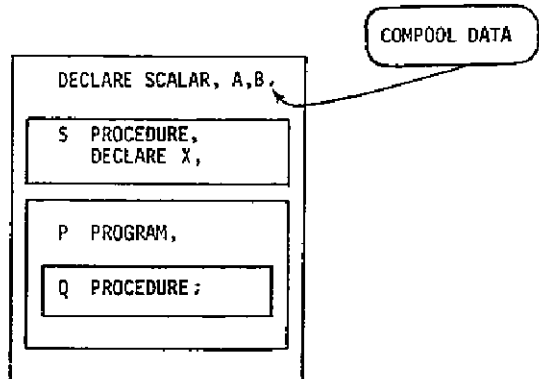 COMPOOL DATA
DECLARE SCALAR, A,B,
S PROCEDURE,
DECLARE X,
P PROGRAM,
Q PROCEDURE;